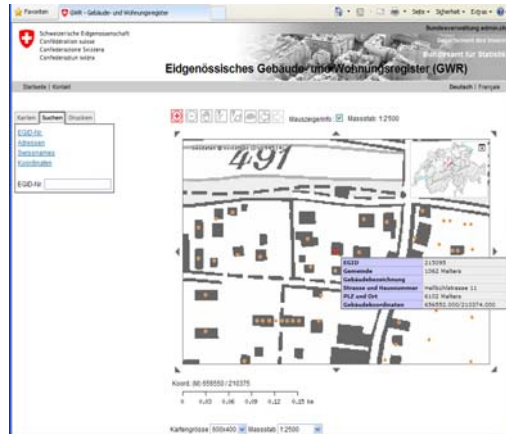 Favoriten GWR - Gebäude- und Wohnungsregister
Seite Sicherheit Extras
Schweizerische Eidgenossenschaft
Confédération suisse
Confederazione Svizzera
Confederaziun svizra
Bundesverwaltung admin.ch
Bundesamt für Statistik
Eidgenössisches Gebäude- und Wohnungsregister (GWR)
Startseite | Kontakt
Deutsch | Français
Karten Suchen Drucken
EGID-Nr.
Adressen
Swissnames
Koordinaten
EGID-Nr.
Mauszeigerinfo: Massstab: 1:2'500
491
EGID 215095
Gemeinde 1062 Malters
Gebäudebezeichnung
Strasse und Hausnummer 11
PLZ und Ort 6102 Malters
Gebäudekoordinaten
0 0.03 0.06 0.09 0.12 0.15 km
Kartengrösse 600x400 Massstab 1:2500